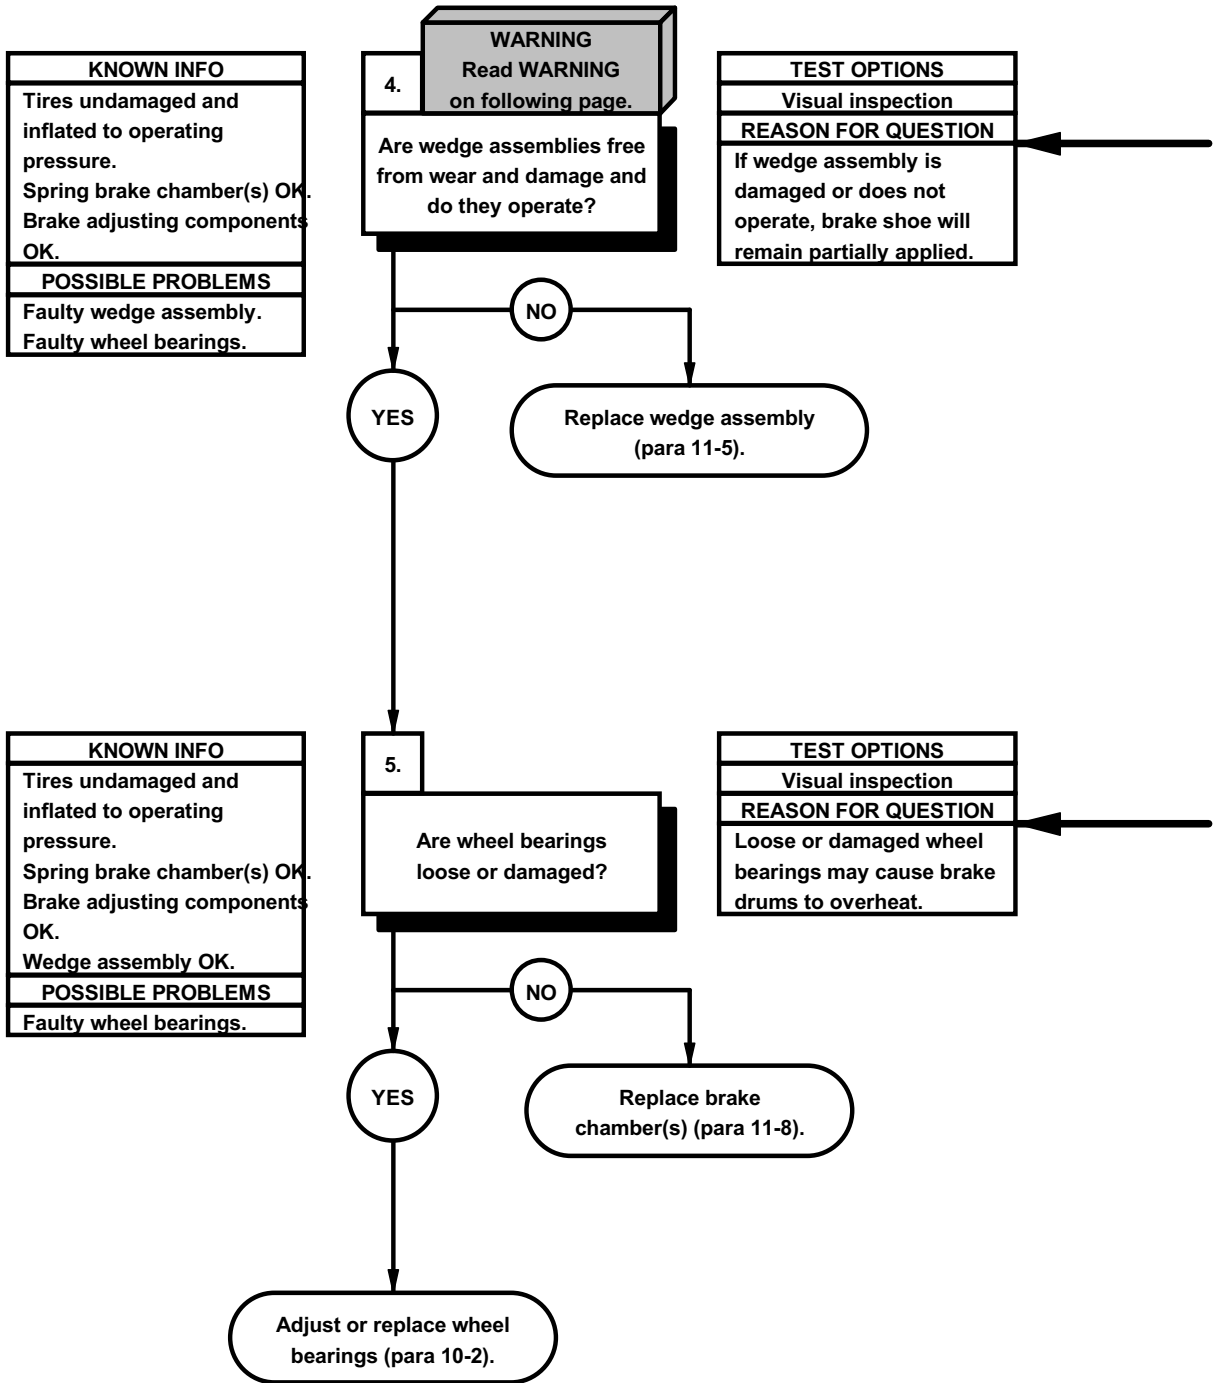 KNOWN INFO
Tires undamaged and
inflated to operating
pressure.
Spring brake chamber(s) OK.
Brake adjusting components
OK.
POSSIBLE PROBLEMS
Faulty wedge assembly.
Faulty wheel bearings.
WARNING
Read WARNING
on following page.
4.
Are wedge assemblies free
from wear and damage and
do they operate?
TEST OPTIONS
Visual inspection
REASON FOR QUESTION
If wedge assembly is
damaged or does not
operate, brake shoe will
remain partially applied.
NO
YES
Replace wedge assembly
(para 11-5).
KNOWN INFO
Tires undamaged and
inflated to operating
pressure.
Spring brake chamber(s) OK.
Brake adjusting components
OK.
Wedge assembly OK.
POSSIBLE PROBLEMS
Faulty wheel bearings.
5.
Are wheel bearings
loose or damaged?
TEST OPTIONS
Visual inspection
REASON FOR QUESTION
Loose or damaged wheel
bearings may cause brake
drums to overheat.
NO
YES
Replace brake
chamber(s) (para 11-8).
Adjust or replace wheel
bearings (para 10-2).